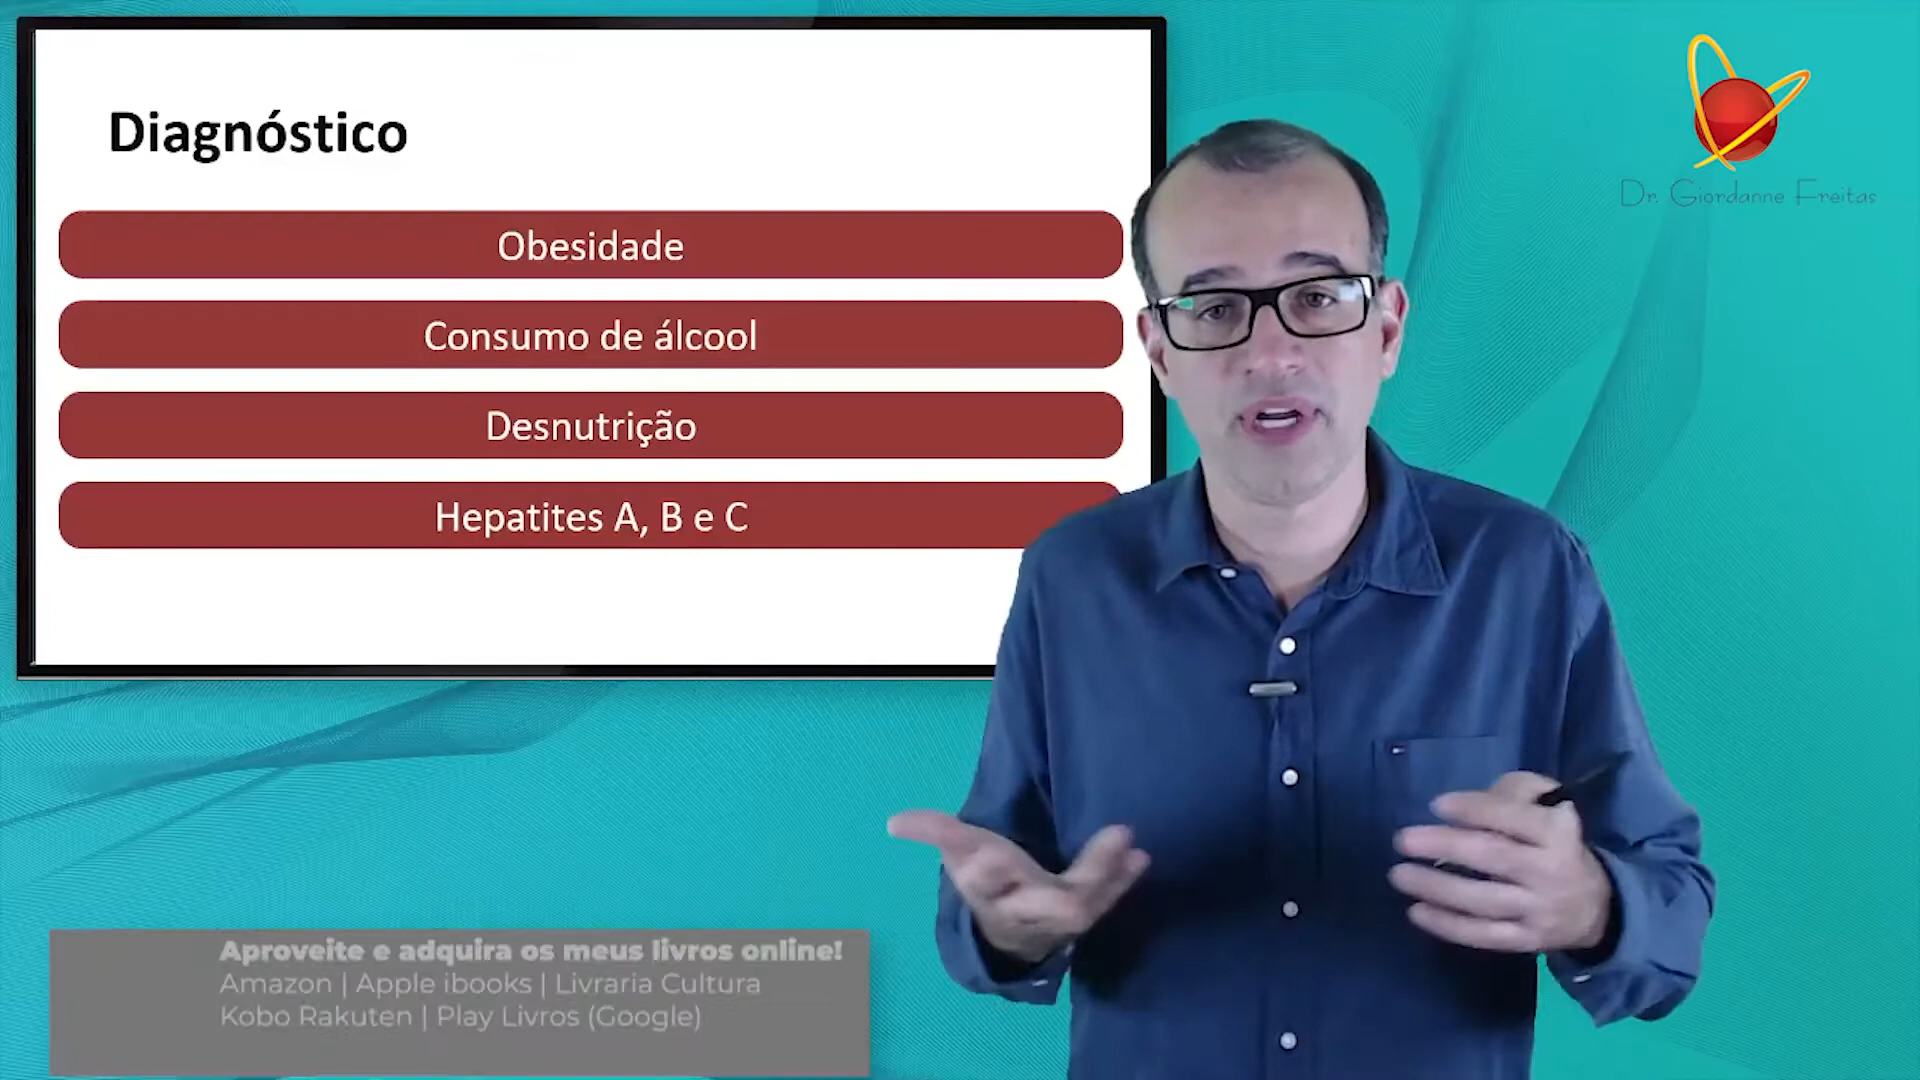 Diagnóstico
Obesidade
Consumo de álcool
Desnutrição
Hepatites A, B e C
Dr. Giordanne Freitas
Aproveite e adquira os meus livros online!
Amazon | Apple ibooks | Livraria Cultura
Kobo Rakuten | Play Livros (Google)